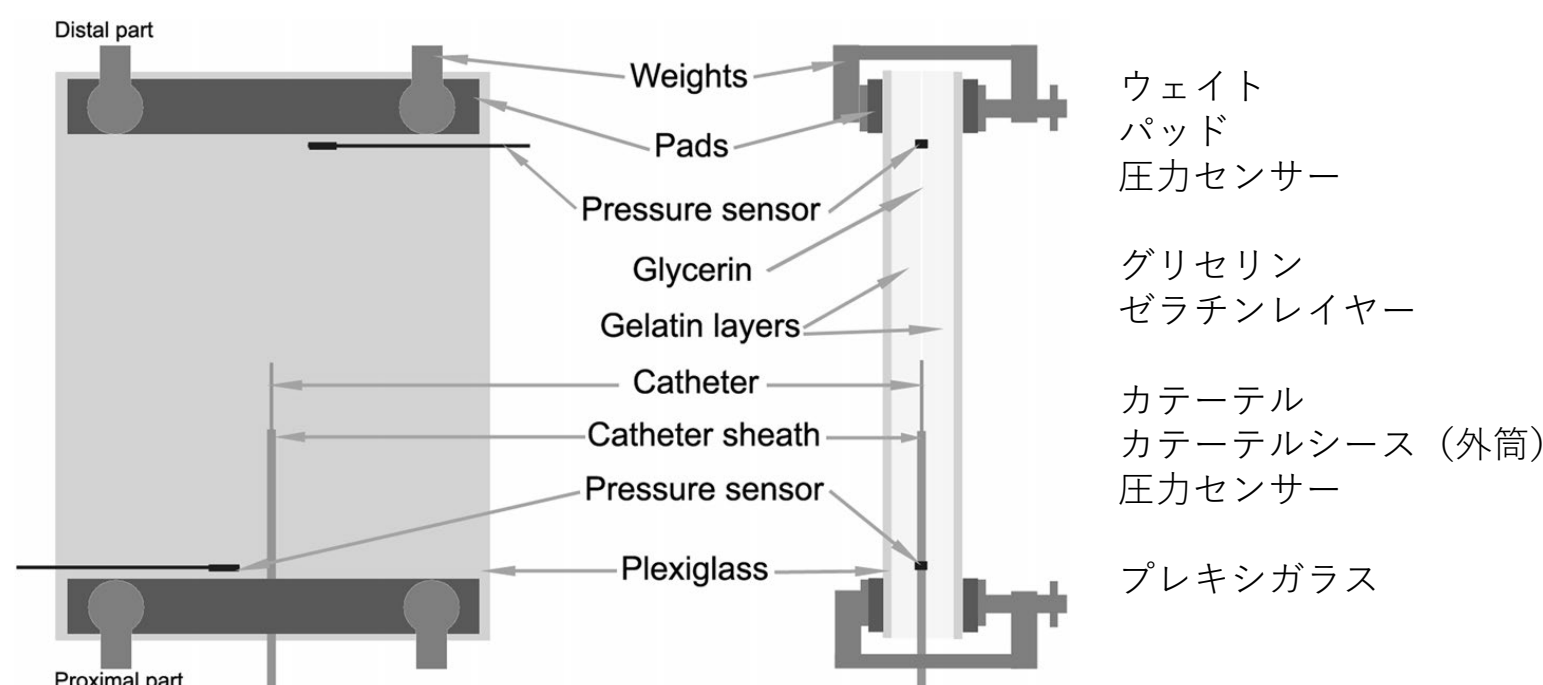 Distal part
Weights
Pads
Pressure sensor
Glycerin
Gelatin layers
Catheter
Catheter sheath
Pressure sensor
Plexiglass
Proximal part
ウェイト
パッド
圧力センサー
グリセリン
ゼラチンレイヤー
カテーテル
カテーテルシース（外筒）
圧力センサー
プレキシガラス